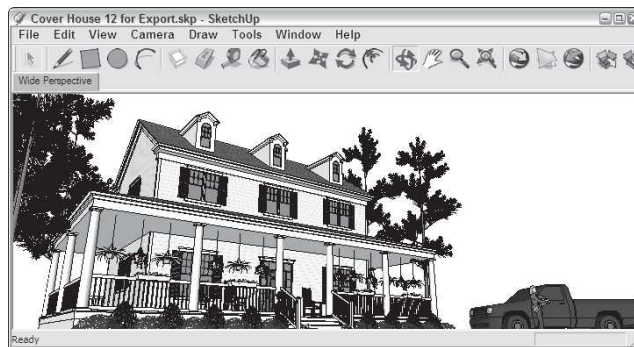 Cover House 12 for Export.skp - SketchUp
File Edit View Camera Draw Tools Window Help
Wide Perspective
Ready